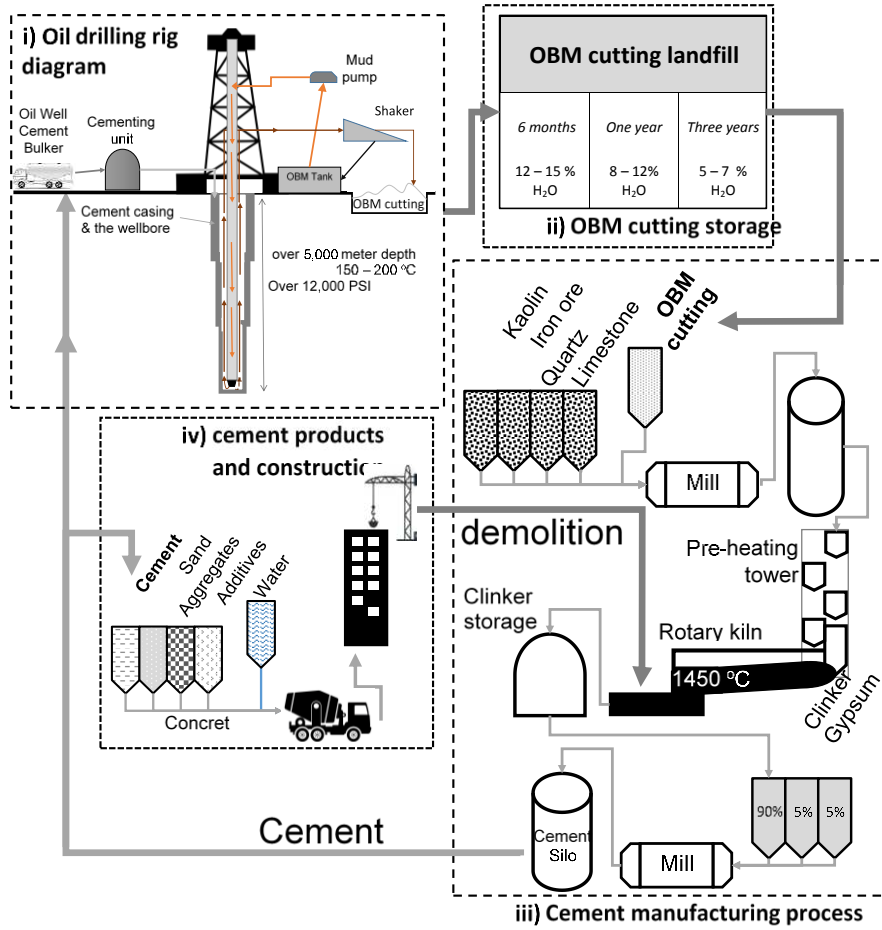 i) Oil drilling rig
diagram
Mud
pump
Shaker
Oil Well
Cement
Bulker
Cementing
unit
OBM Tank
OBM cutting
Cement casing
& the wellbore
over 5,000 meter depth
150 – 200 ºC
Over 12,000 PSI
OBM cutting landfill
6 months
One year
Three years
12 – 15 %
H₂O
8 – 12%
H₂O
5 – 7 %
H₂O
ii) OBM cutting storage
Kaolin
Iron ore
Quartz
Limestone
OBM
cutting
Mill
Pre-heating
tower
Rotary kiln
1450 ºC
Clinker
storage
Clinker
Gypsum
90%
5%
5%
Mill
Cement
Silo
iii) Cement manufacturing process
iv) cement products
and construction
demolition
Cement
Sand
Aggregates
Additives
Water
Concret
Cement